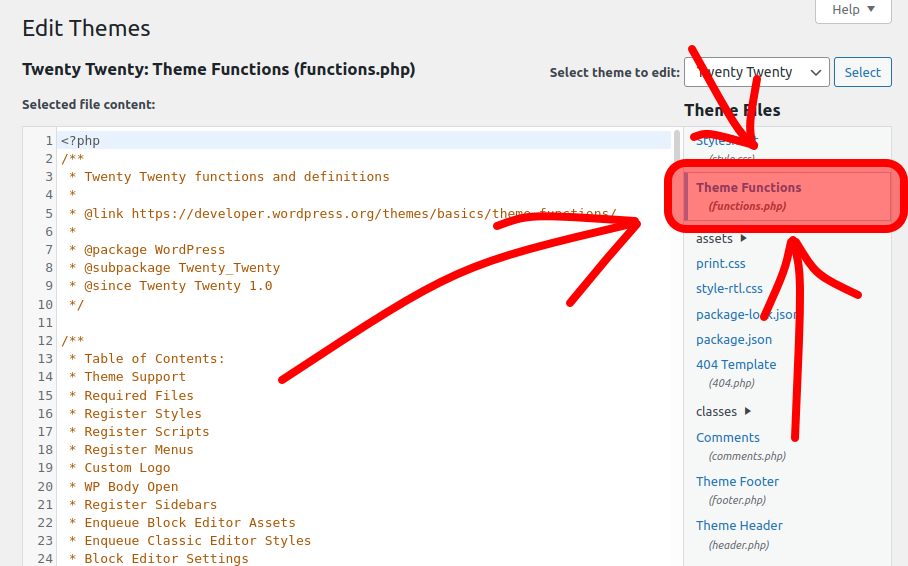 Help
Edit Themes
Twenty Twenty: Theme Functions (functions.php)
Select theme to edit: Twenty Twenty Select
Selected file content:
Theme Files
1 <?php
2 /**
3 * Twenty Twenty functions and definitions
4 *
5 * @link https://developer.wordpress.org/themes/basics/theme-functions/
6 *
7 * @package WordPress
8 * @subpackage Twenty_Twenty
9 * @since Twenty Twenty 1.0
10 */
11
12 /**
13 * Table of Contents:
14 * Theme Support
15 * Required Files
16 * Register Styles
17 * Register Scripts
18 * Register Menus
19 * Custom Logo
20 * WP Body Open
21 * Register Sidebars
22 * Enqueue Block Editor Assets
23 * Enqueue Classic Editor Styles
24 * Block Editor Settings
(style.css)
Theme Functions
(functions.php)
assets
print.css
style-rtl.css
package-lock.json
package.json
404 Template
(404.php)
classes
Comments
(comments.php)
Theme Footer
(footer.php)
Theme Header
(header.php)